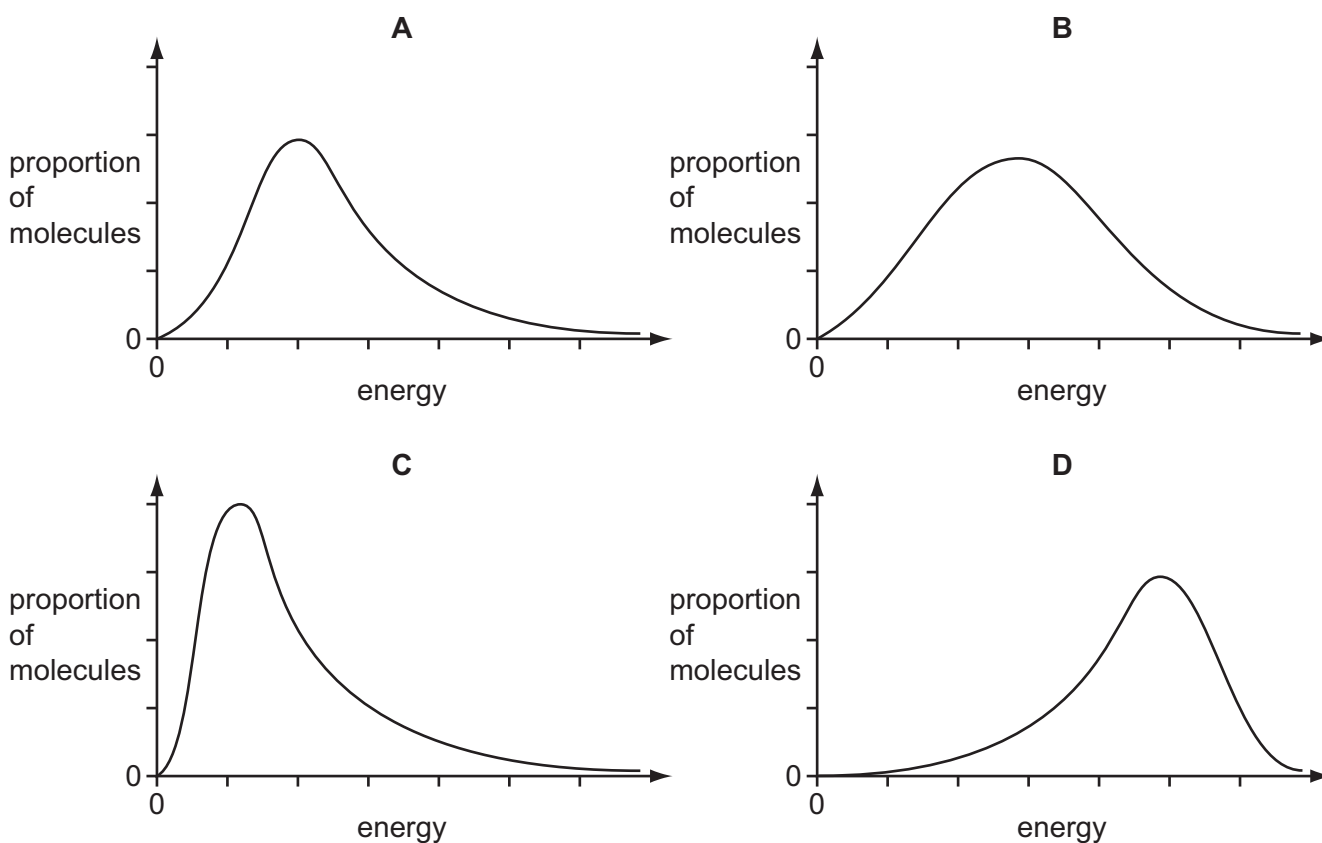 A
proportion
of
molecules
0
0
energy
B
proportion
of
molecules
0
0
energy
C
proportion
of
molecules
0
0
energy
D
proportion
of
molecules
0
0
energy